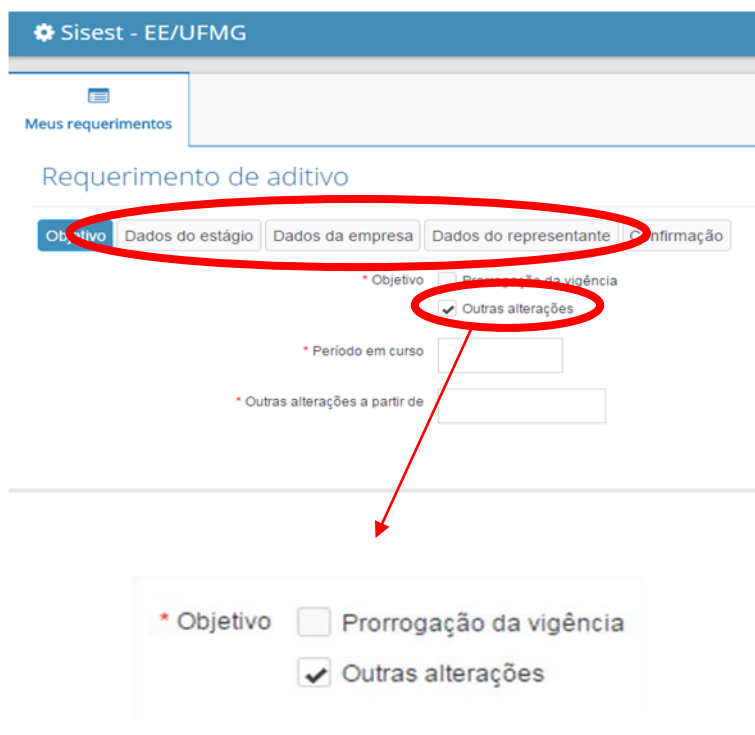 Sisest - EE/UFMG
Meus requerimentos
Requerimento de aditivo
Objetivo Dados do estágio Dados da empresa Dados do representante Confirmação
* Objetivo Prorrogação da vigência
Outras alterações
* Período em curso
* Outras alterações a partir de
* Objetivo Prorrogação da vigência
Outras alterações